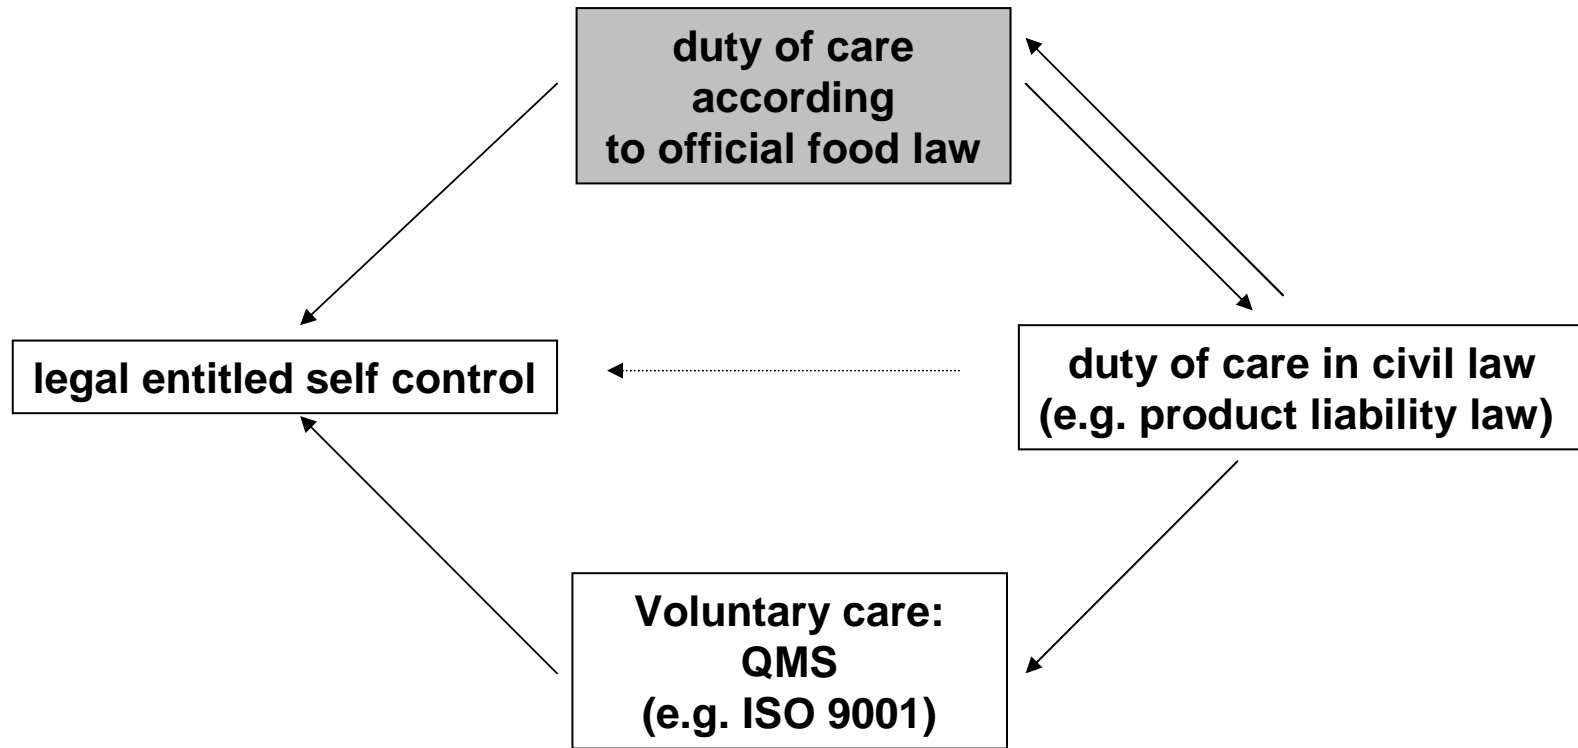 duty of care
according
to official food law
legal entitled self control
duty of care in civil law
(e.g. product liability law)
Voluntary care:
QMS
(e.g. ISO 9001)